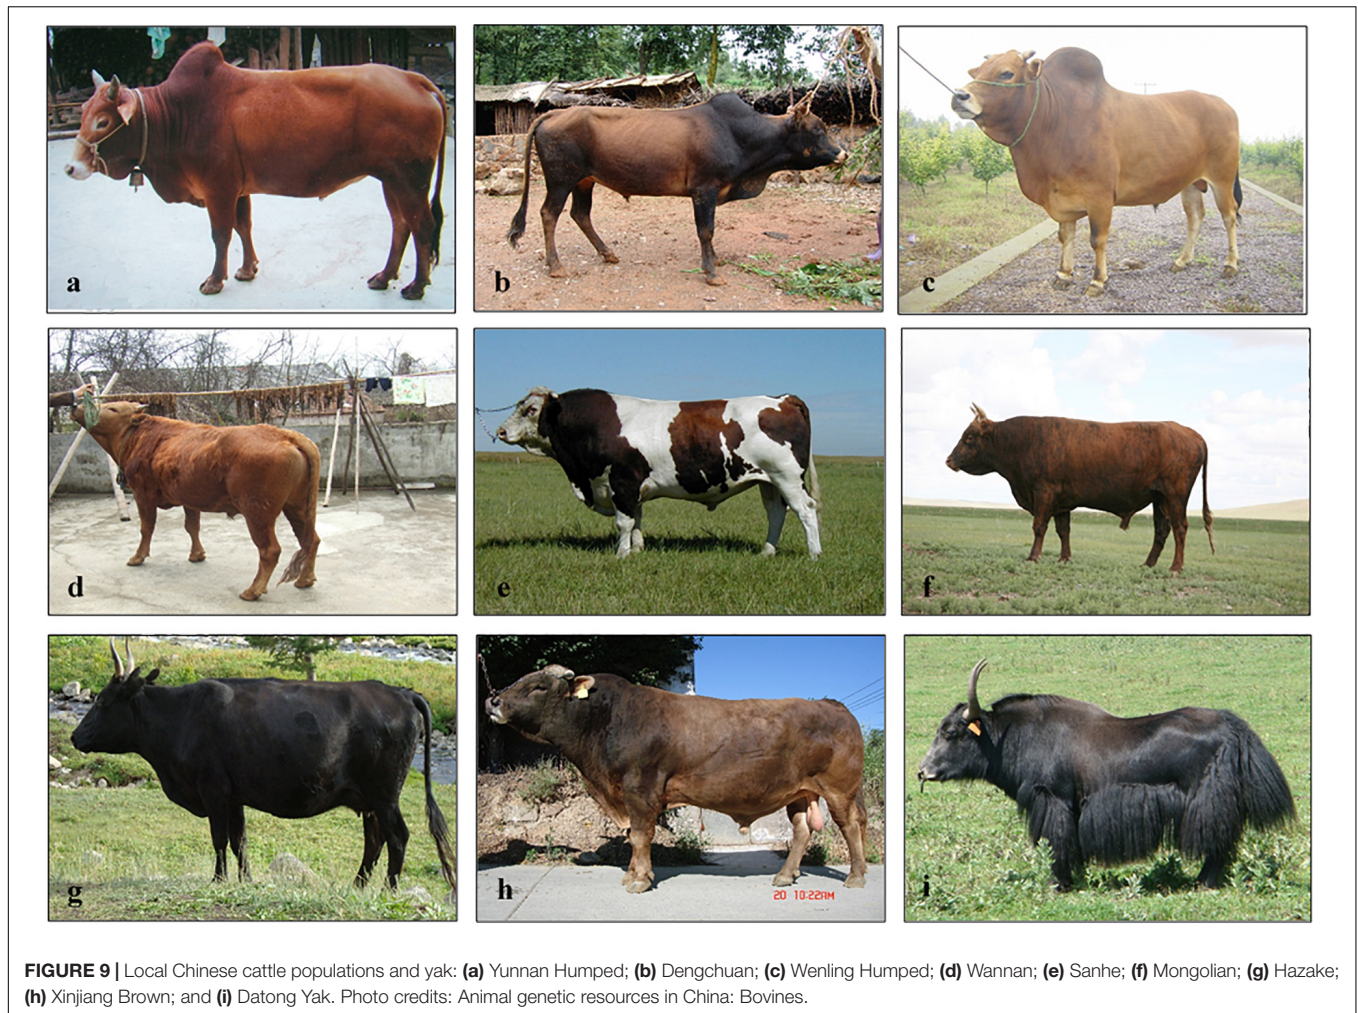 a
b
c
d
e
f
g
h
20 10:22AM
i
FIGURE 9 | Local Chinese cattle populations and yak: (a) Yunnan Humped; (b) Dengchuan; (c) Wenling Humped; (d) Wannan; (e) Sanhe; (f) Mongolian; (g) Hazake;
(h) Xinjiang Brown; and (i) Datong Yak. Photo credits: Animal genetic resources in China: Bovines.